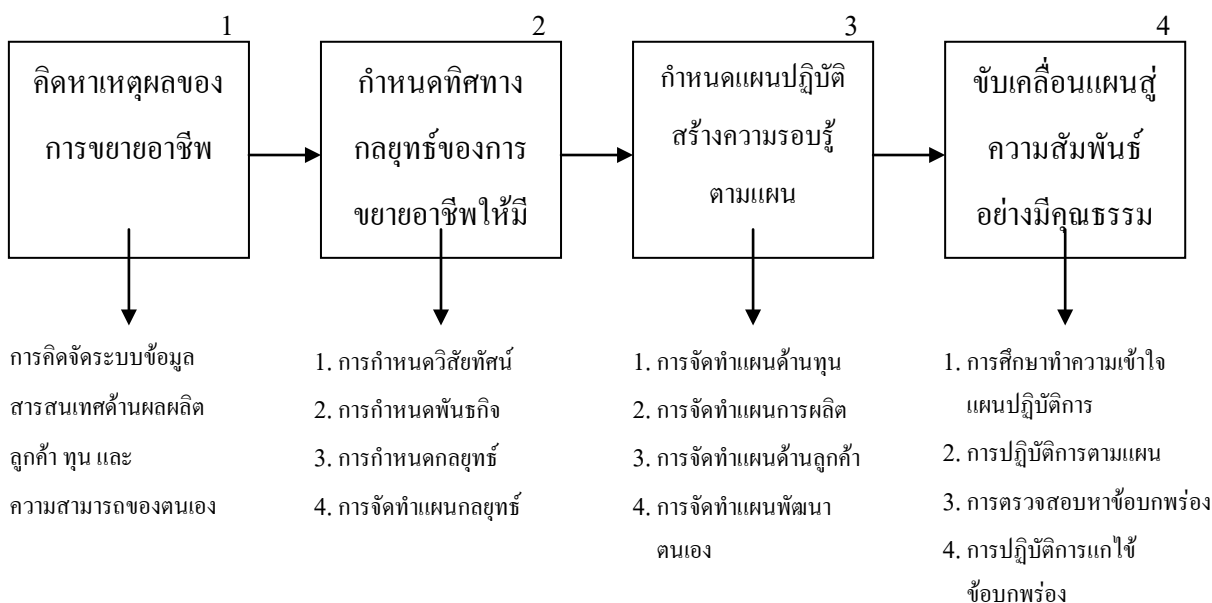 1
คิดหาเหตุผลของ
การขยายอาชีพ
2
กำหนดทิศทาง
กลยุทธ์ของการ
ขยายอาชีพให้มี
3
กำหนดแผนปฏิบัติ
สร้างความรอบรู้
ตามแผน
4
ขับเคลื่อนแผนสู่
ความสัมพันธ์
อย่างมีคุณธรรม
การคิดจัดระบบข้อมูล
สารสนเทศด้านผลผลิต
ลูกค้า ทุน และ
ความสามารถของตนเอง
1. การกำหนดวิสัยทัศน์
2. การกำหนดพันธกิจ
3. การกำหนดกลยุทธ์
4. การจัดทำแผนกลยุทธ์
1. การจัดทำแผนด้านทุน
2. การจัดทำแผนการผลิต
3. การจัดทำแผนด้านลูกค้า
4. การจัดทำแผนพัฒนา
ตนเอง
1. การศึกษาทำความเข้าใจ
แผนปฏิบัติการ
2. การปฏิบัติการตามแผน
3. การตรวจสอบหาข้อบกพร่อง
4. การปฏิบัติการแกไข้
ข้อบกพร่อง